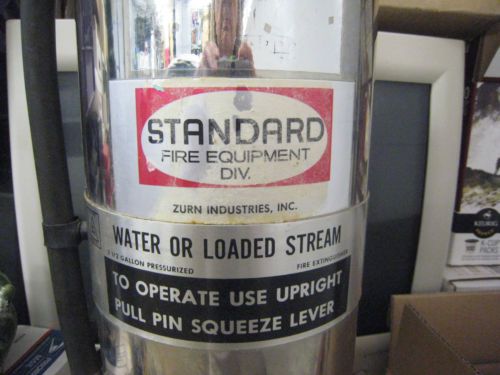 STANDARD
FIRE EQUIPMENT
DIV.
ZURN INDUSTRIES, INC.
WATER OR LOADED STREAM
2 1/2 GALLON PRESSURIZED FIRE EXTINGUISHER
TO OPERATE USE UPRIGHT
PULL PIN SQUEEZE LEVER
KEURIG